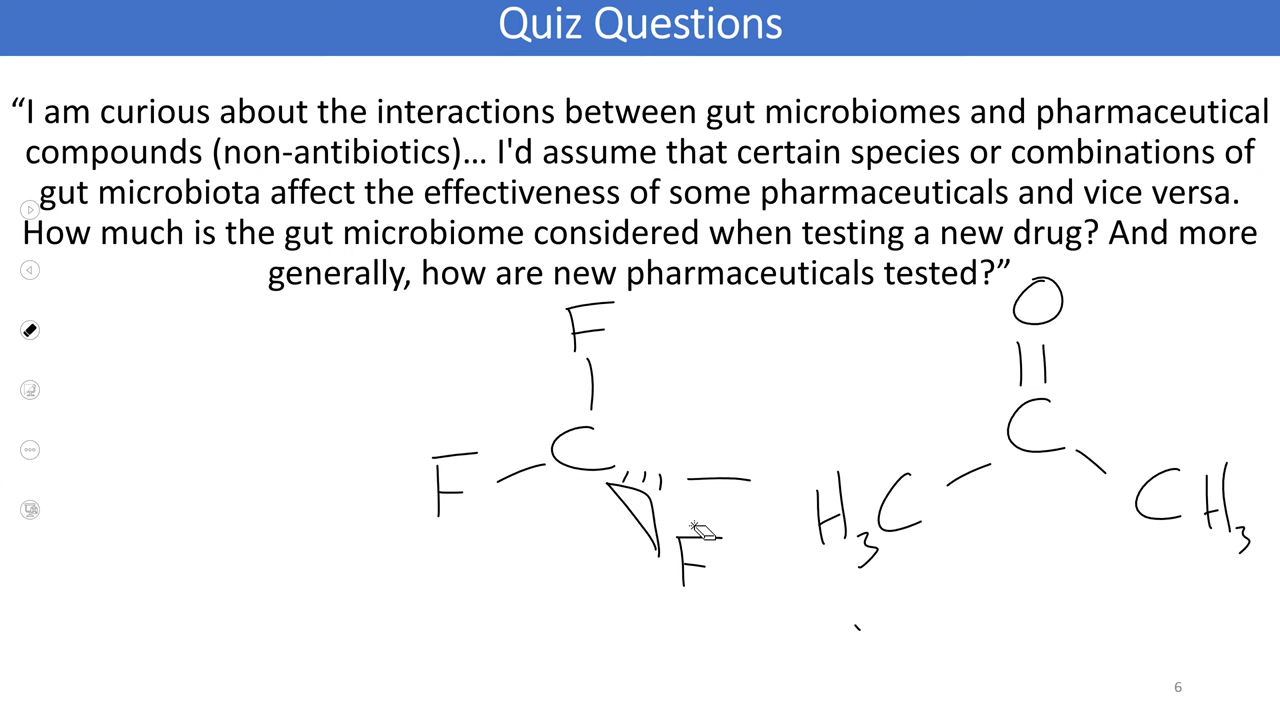 Quiz Questions
“I am curious about the interactions between gut microbiomes and pharmaceutical
compounds (non-antibiotics)… I'd assume that certain species or combinations of
gut microbiota affect the effectiveness of some pharmaceuticals and vice versa.
How much is the gut microbiome considered when testing a new drug? And more
generally, how are new pharmaceuticals tested?”
F
O
C
C
F
H3C
CH3
F
6